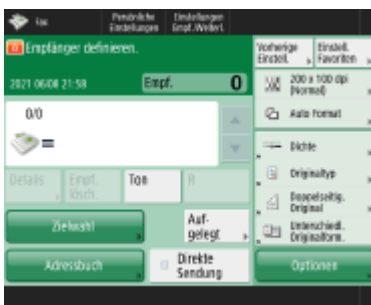 Fax
Persönliche
Einstellungen
Einstellungen
Empf./Weiterl.
Empfänger definieren.
2021 06/08 21:58
Empf.
0
Vorherige
Einstell.
Einstell.
Favoriten
200 x 100 dpi
(Normal)
Auto Format
0/0
=
Dichte
Originaltyp
Details
Empf.
lösch.
Ton
R
Doppelseitig.
Original
Zielwahl
Auf-
gelegt
Unterschiedl.
Originalform.
Adressbuch
Direkte
Sendung
Optionen